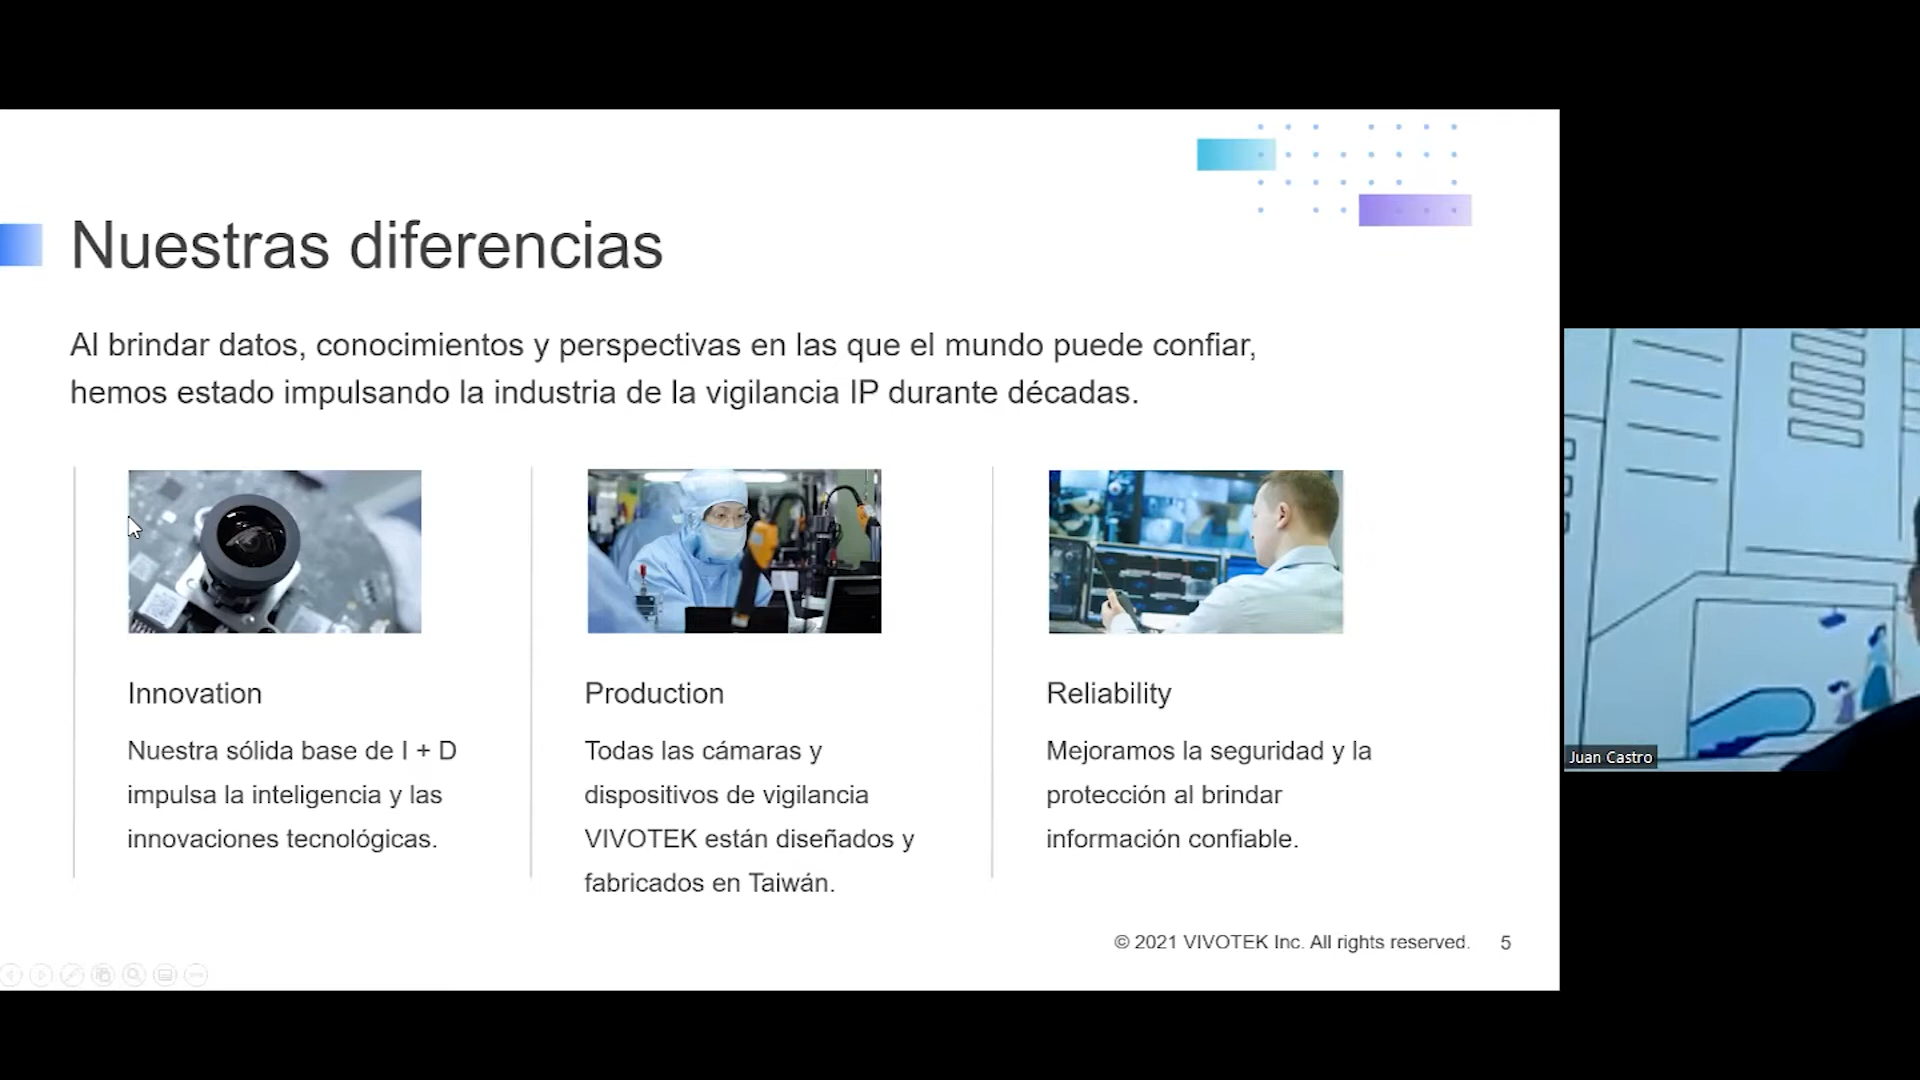 Nuestras diferencias
Al brindar datos, conocimientos y perspectivas en las que el mundo puede confiar,
hemos estado impulsando la industria de la vigilancia IP durante décadas.
Innovation
Nuestra sólida base de I + D
impulsa la inteligencia y las
innovaciones tecnológicas.
Production
Todas las cámaras y
dispositivos de vigilancia
VIVOTEK están diseñados y
fabricados en Taiwán.
Reliability
Mejoramos la seguridad y la
protección al brindar
información confiable.
© 2021 VIVOTEK Inc. All rights reserved. 5
Juan Castro